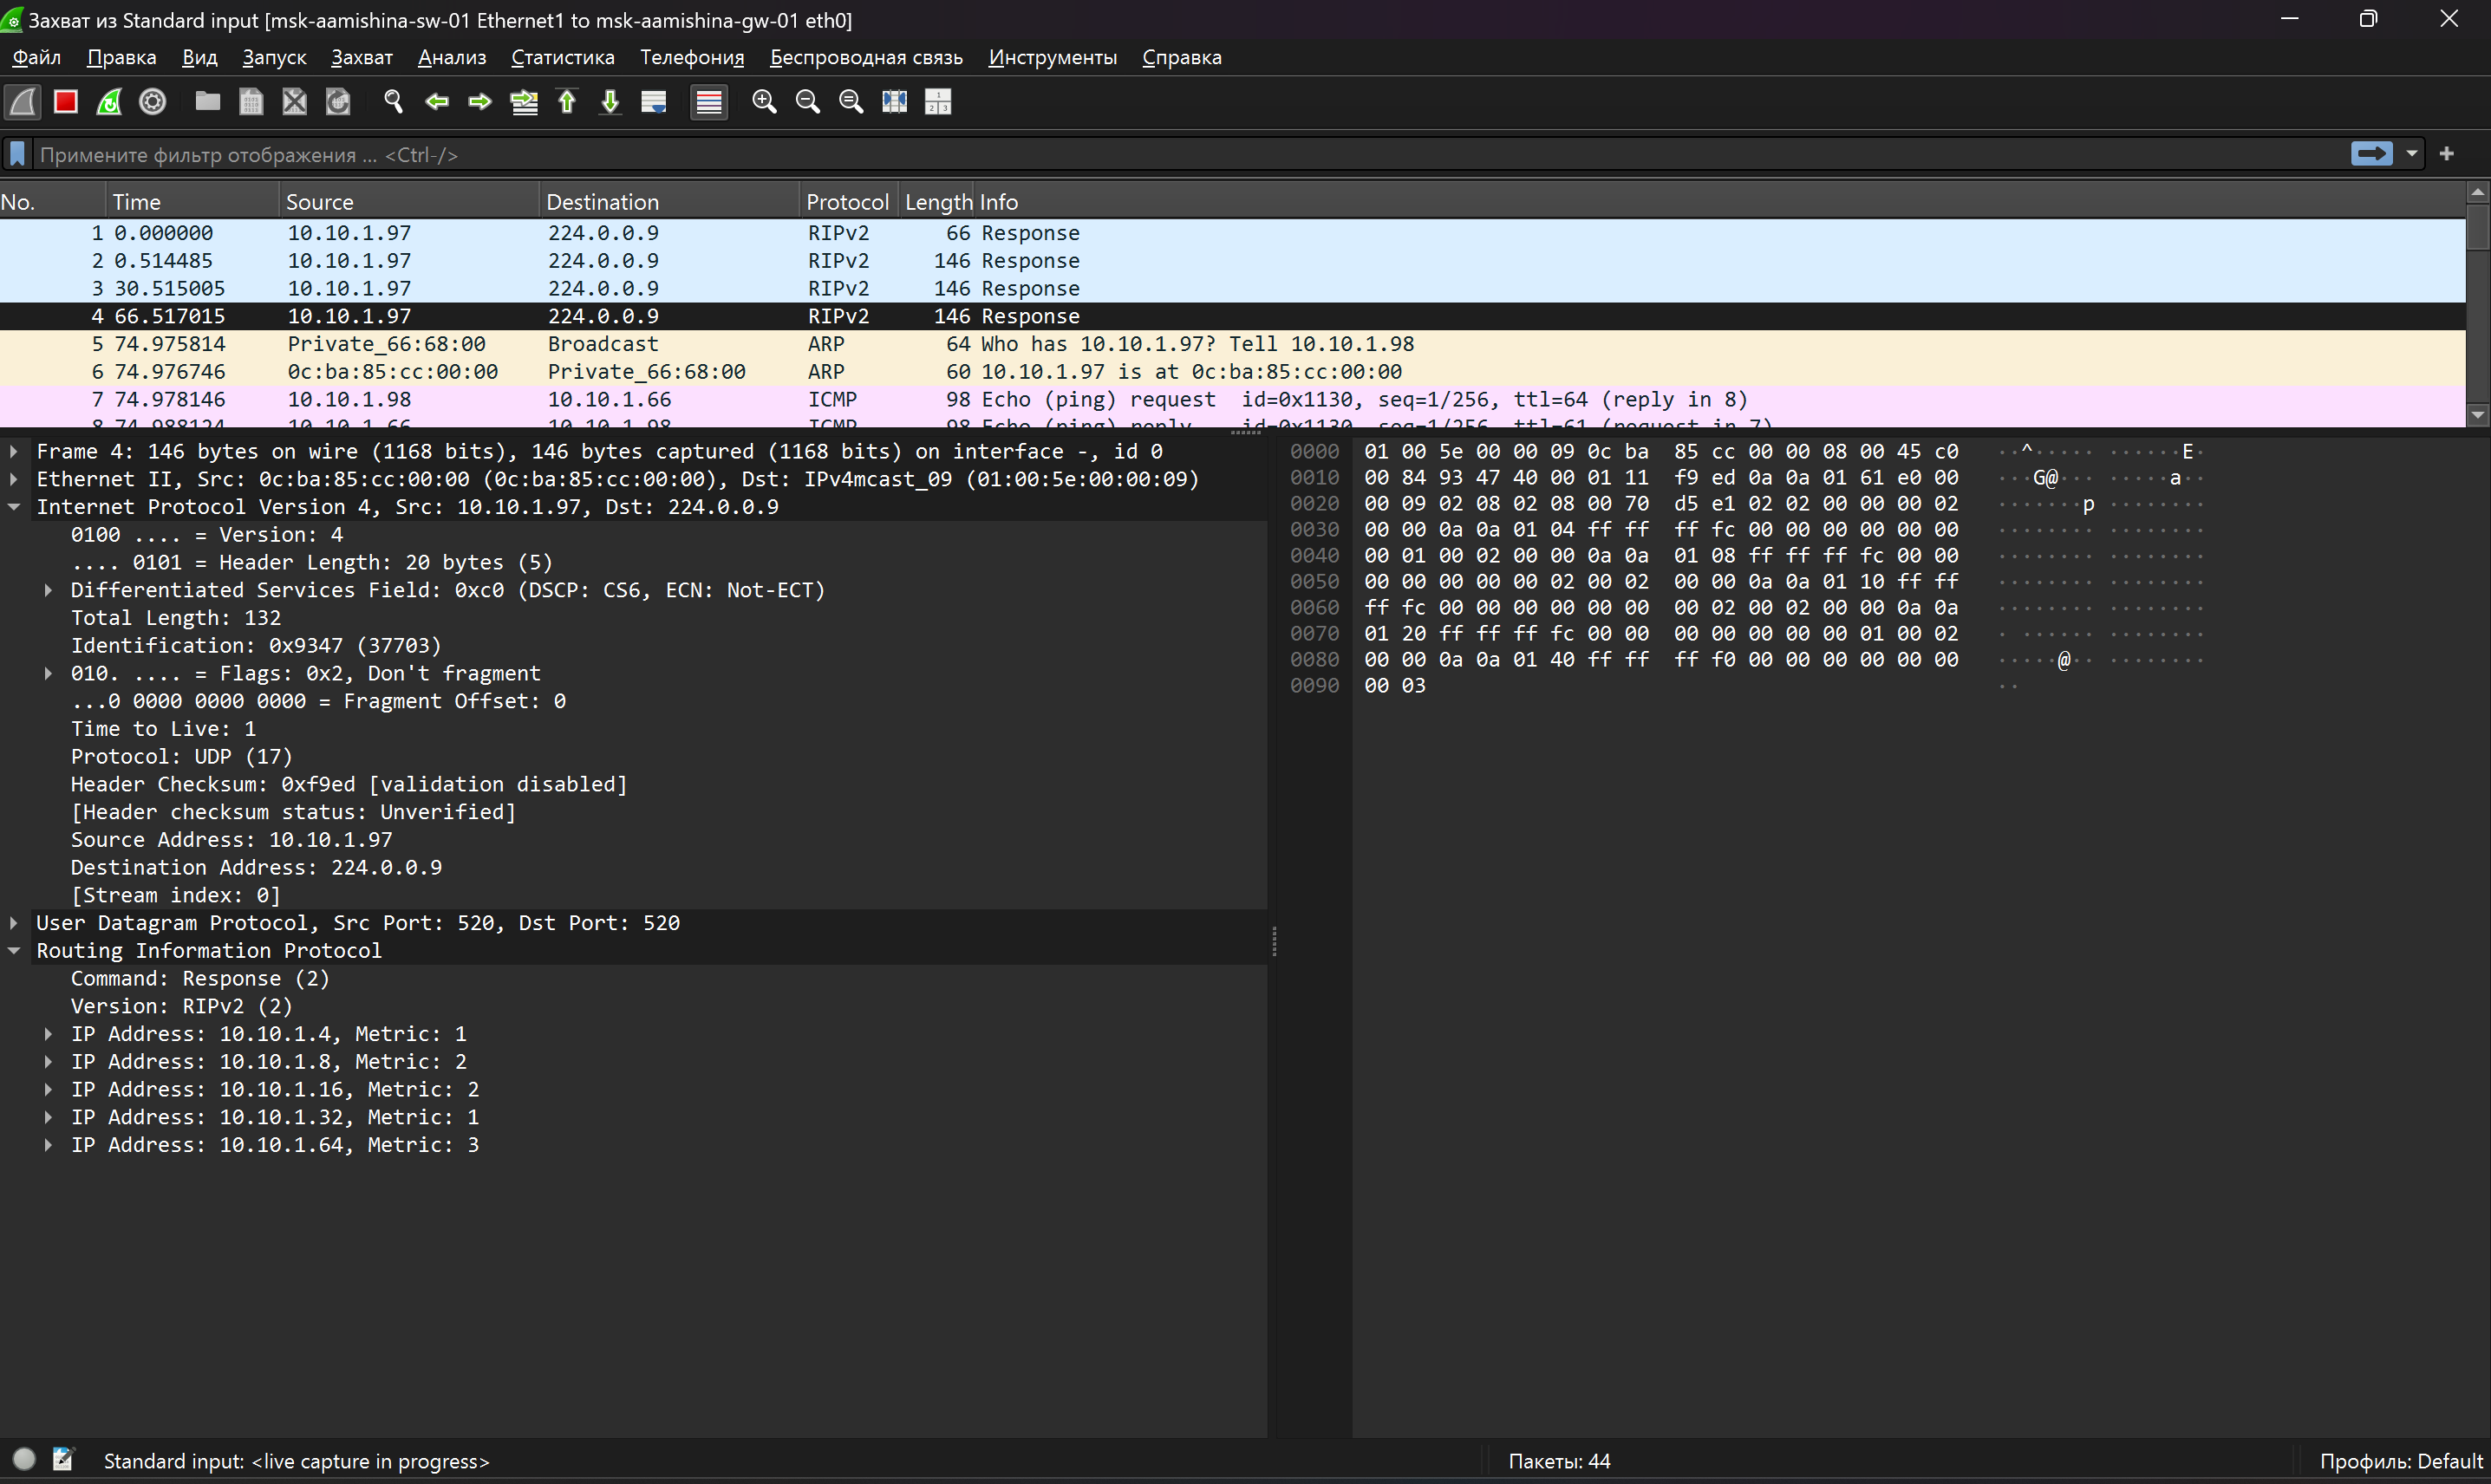 Захват из Standard input [msk-aamishina-sw-01 Ethernet1 to msk-aamishina-gw-01 eth0]
Файл Правка Вид Запуск Захват Анализ Статистика Телефония Беспроводная связь Инструменты Справка
Примените фильтр отображения ... <Ctrl-/>
No. Time Source Destination Protocol Length Info
1 0.000000 10.10.1.97 224.0.0.9 RIPv2 66 Response
2 0.514485 10.10.1.97 224.0.0.9 RIPv2 146 Response
3 30.515005 10.10.1.97 224.0.0.9 RIPv2 146 Response
4 66.517015 10.10.1.97 224.0.0.9 RIPv2 146 Response
5 74.975814 Private_66:68:00 Broadcast ARP 64 Who has 10.10.1.97? Tell 10.10.1.98
6 74.976746 0c:ba:85:cc:00:00 Private_66:68:00 ARP 60 10.10.1.97 is at 0c:ba:85:cc:00:00
7 74.978146 10.10.1.98 10.10.1.66 ICMP 98 Echo (ping) request id=0x1130, seq=1/256, ttl=64 (reply in 8)
8 74.988124 10.10.1.66 10.10.1.98 ICMP 98 Echo (ping) reply id=0x1130, seq=1/256, ttl=61 (request in 7)
Frame 4: 146 bytes on wire (1168 bits), 146 bytes captured (1168 bits) on interface -, id 0
Ethernet II, Src: 0c:ba:85:cc:00:00 (0c:ba:85:cc:00:00), Dst: IPv4mcast_09 (01:00:5e:00:00:09)
Internet Protocol Version 4, Src: 10.10.1.97, Dst: 224.0.0.9
0100 .... = Version: 4
.... 0101 = Header Length: 20 bytes (5)
Differentiated Services Field: 0xc0 (DSCP: CS6, ECN: Not-ECT)
Total Length: 132
Identification: 0x9347 (37703)
010. .... = Flags: 0x2, Don't fragment
...0 0000 0000 0000 = Fragment Offset: 0
Time to Live: 1
Protocol: UDP (17)
Header Checksum: 0xf9ed [validation disabled]
[Header checksum status: Unverified]
Source Address: 10.10.1.97
Destination Address: 224.0.0.9
[Stream index: 0]
User Datagram Protocol, Src Port: 520, Dst Port: 520
Routing Information Protocol
Command: Response (2)
Version: RIPv2 (2)
IP Address: 10.10.1.4, Metric: 1
IP Address: 10.10.1.8, Metric: 2
IP Address: 10.10.1.16, Metric: 2
IP Address: 10.10.1.32, Metric: 1
IP Address: 10.10.1.64, Metric: 3
0000 01 00 5e 00 00 09 0c ba 85 cc 00 00 08 00 45 c0 ··^····· ······E·
0010 00 84 93 47 40 00 01 11 f9 ed 0a 0a 01 61 e0 00 ···G@··· ·····a··
0020 00 09 02 08 02 08 00 70 d5 e1 02 02 00 00 00 02 ·······p ········
0030 00 00 0a 0a 01 04 ff ff ff fc 00 00 00 00 00 00 ········ ········
0040 00 01 00 02 00 00 0a 0a 01 08 ff ff ff fc 00 00 ········ ········
0050 00 00 00 00 00 02 00 02 00 00 0a 0a 01 10 ff ff ········ ········
0060 ff fc 00 00 00 00 00 00 00 02 00 02 00 00 0a 0a ········ ········
0070 01 20 ff ff ff fc 00 00 00 00 00 00 00 01 00 02 · ······ ········
0080 00 00 0a 0a 01 40 ff ff ff f0 00 00 00 00 00 00 ·····@·· ········
0090 00 03 ··
Standard input: <live capture in progress>
Пакеты: 44
Профиль: Default